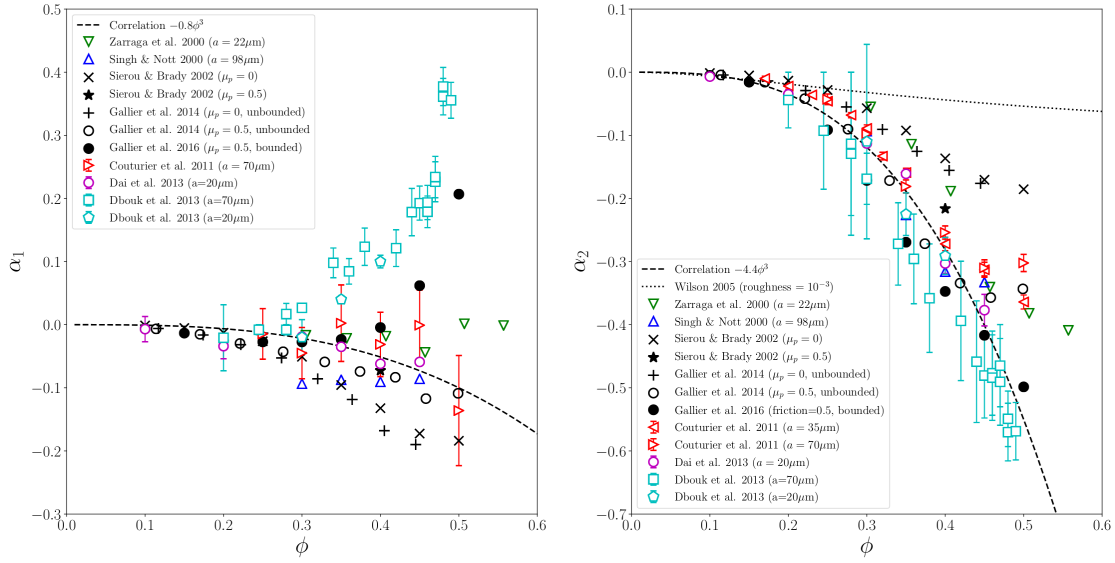 0.4
0.3
0.2
0.1
0.0
−0.1
−0.2
−0.3
α₁
0.0
0.1
0.2
0.3
0.4
0.5
0.6
ϕ
Correlation −0.8ϕ³
Zarraga et al. 2000 (a = 22μm)
Singh & Nott 2000 (a = 98μm)
Sierou & Brady 2002 (μₚ = 0)
Sierou & Brady 2002 (μₚ = 0.5)
Gallier et al. 2014 (μₚ = 0, unbounded)
Gallier et al. 2014 (μₚ = 0.5, unbounded
Gallier et al. 2016 (μₚ = 0.5, bounded)
Couturier et al. 2011 (a = 70μm)
Dai et al. 2013 (a=20μm)
Dbouk et al. 2013 (a=70μm)
Dbouk et al. 2013 (a=20μm)
0.0
−0.1
−0.2
−0.3
−0.4
−0.5
−0.6
−0.7
α₂
0.0
0.1
0.2
0.3
0.4
0.5
0.6
ϕ
Correlation −4.4ϕ³
Wilson 2005 (roughness = 10⁻³)
Zarraga et al. 2000 (a = 22μm)
Singh & Nott 2000 (a = 98μm)
Sierou & Brady 2002 (μₚ = 0)
Sierou & Brady 2002 (μₚ = 0.5)
Gallier et al. 2014 (μₚ = 0, unbounded)
Gallier et al. 2014 (μₚ = 0.5, unbounded)
Gallier et al. 2016 (friction=0.5, bounded)
Couturier et al. 2011 (a = 35μm)
Couturier et al. 2011 (a = 70μm)
Dai et al. 2013 (a = 20μm)
Dbouk et al. 2013 (a=70μm)
Dbouk et al. 2013 (a=20μm)